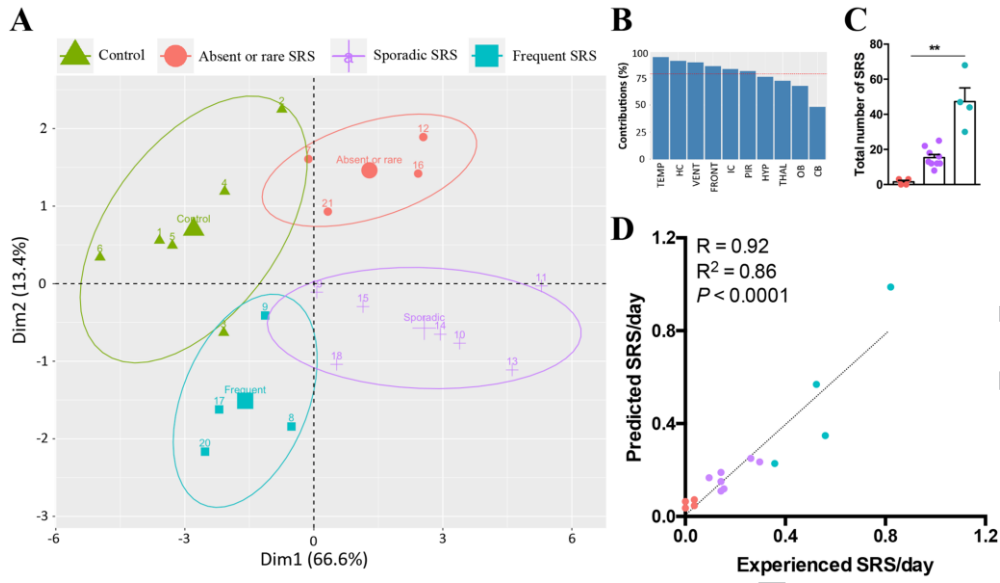 A
Control
Absent or rare SRS
a
Sporadic SRS
Frequent SRS
Dim2 (13.4%)
2
1
0
-1
-2
-3
-6
-3
0
3
6
Dim1 (66.6%)
2
4
Control
1
5
6
12
Absent or rare
16
21
11
15
Sporadic
14
10
18
13
9
Frequent
17
8
20
B
Contributions (%)
100
75
50
25
0
TEMP
HC
VENT
FRONT
IC
PIR
HYP
THAL
OB
CB
C
Total number of SRS
80
60
40
20
0
**
D
R = 0.92
R² = 0.86
P < 0.0001
Predicted SRS/day
1.2
0.8
0.4
0.0
0.0
0.4
0.8
1.2
Experienced SRS/day